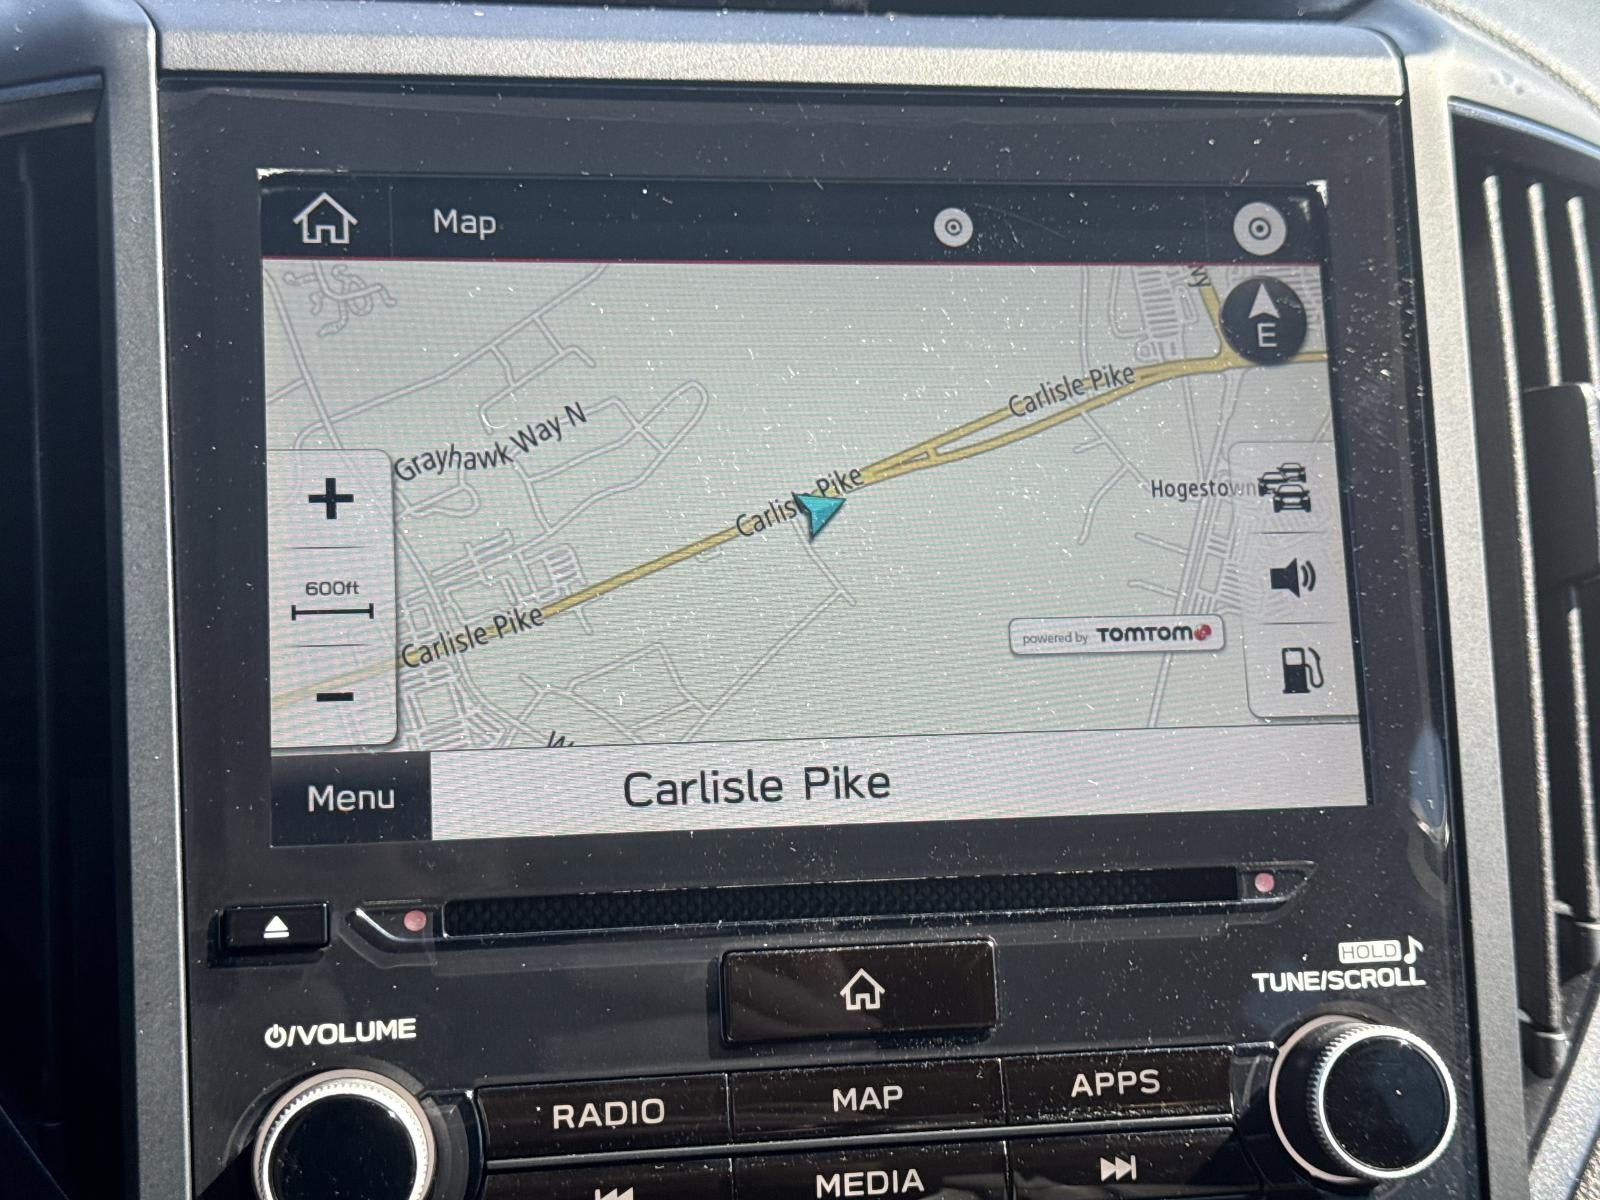 Map
E
Carlisle Pike
Grayhawk Way N
Carlisle Pike
Hogestown
600ft
Carlisle Pike
powered by TOMTOM
Menu
Carlisle Pike
HOLD
TUNE/SCROLL
/VOLUME
RADIO
MAP
APPS
MEDIA